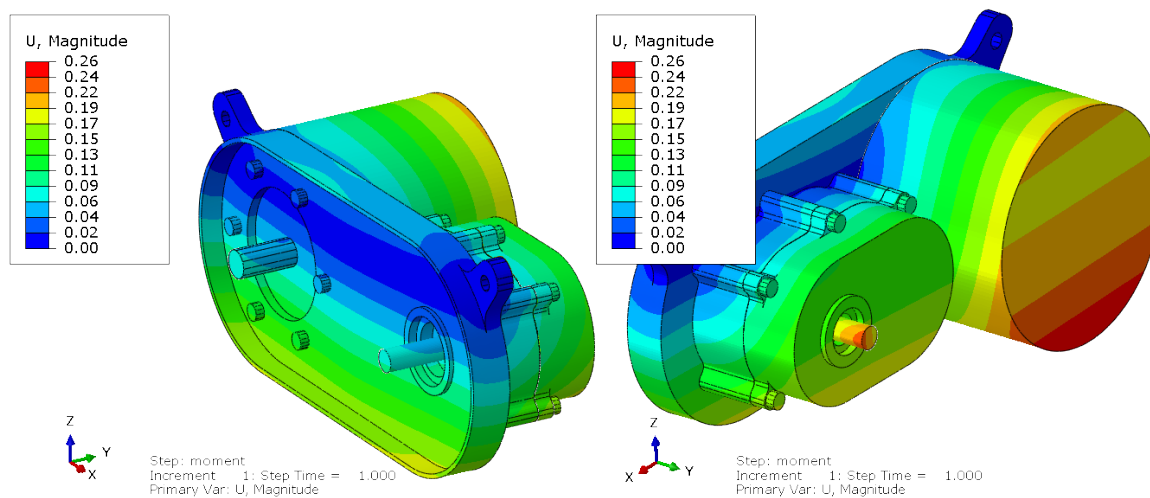 U, Magnitude
0.26
0.24
0.22
0.19
0.17
0.15
0.13
0.11
0.09
0.06
0.04
0.02
0.00
Z
Y
X
Step: moment
Increment 1: Step Time = 1.000
Primary Var: U, Magnitude
U, Magnitude
0.26
0.24
0.22
0.19
0.17
0.15
0.13
0.11
0.09
0.06
0.04
0.02
0.00
Z
X
Y
Step: moment
Increment 1: Step Time = 1.000
Primary Var: U, Magnitude